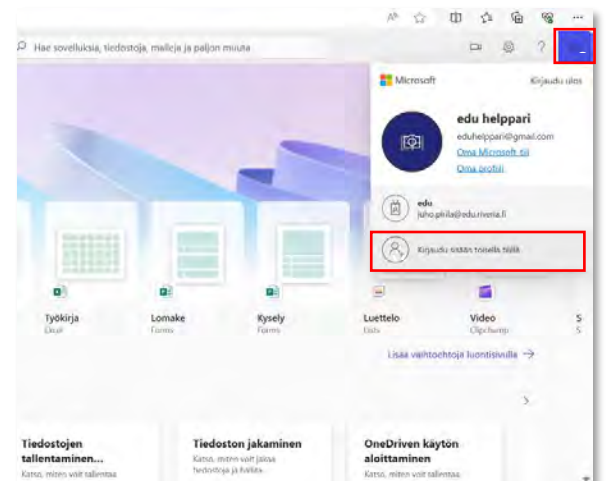 Hae sovelluksia, tiedostoja, malleja ja paljon muuta
?
Microsoft
Kirjaudu ulos
edu helppari
eduhelppari@gmail.com
Oma Microsoft-tili
Oma profiili
edu
juho.pirila@edu.riveria.fi
Kirjaudu sisään toisella tilillä
Työkirja
Excel
Lomake
Forms
Kysely
Forms
Luettelo
Lists
Video
Clipchamp
S
S
Lisää vaihtoehtoja luontisivulla →
Tiedostojen
tallentaminen...
Katso, miten voit tallentaa
Tiedoston jakaminen
Katso, miten voit jakaa
tiedostoja ja hallita
OneDriven käytön
aloittaminen
Katso, miten voit tallentaa